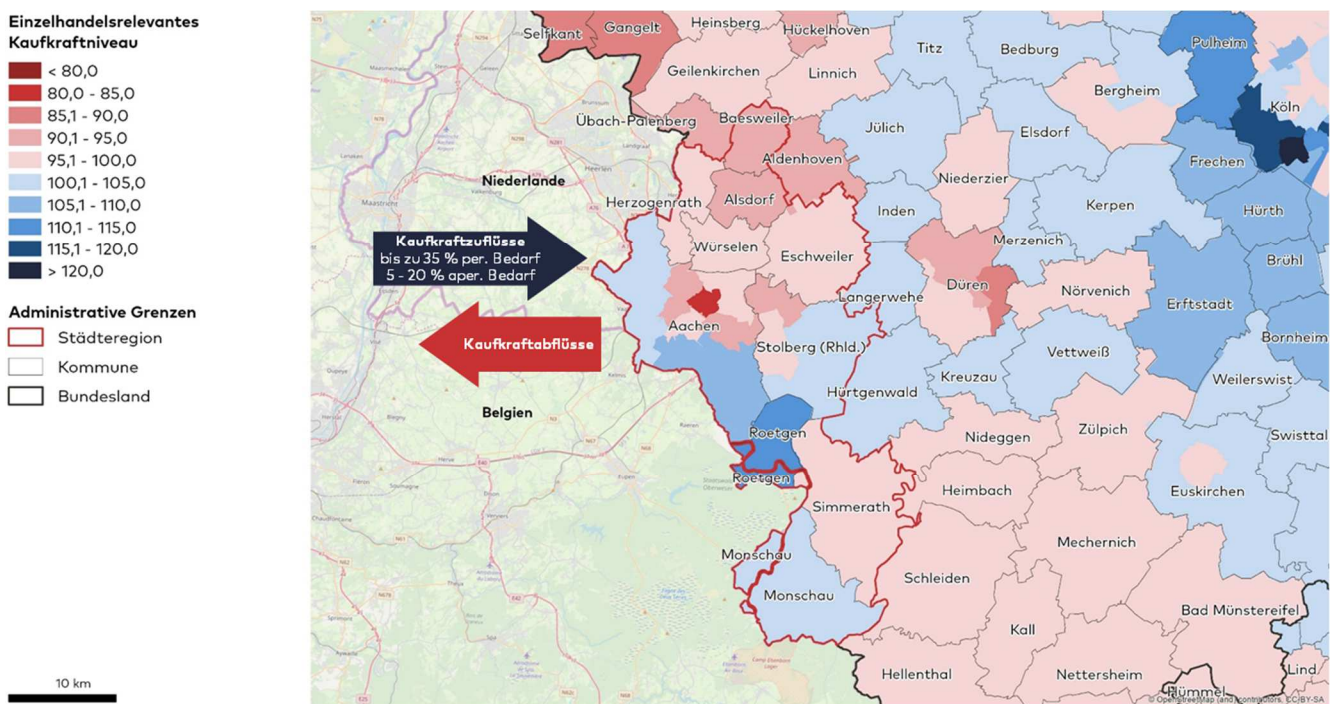 Einzelhandelsrelevantes
Kaufkraftniveau
< 80,0
80,0 - 85,0
85,1 - 90,0
90,1 - 95,0
95,1 - 100,0
100,1 - 105,0
105,1 - 110,0
110,1 - 115,0
115,1 - 120,0
> 120,0
Administrative Grenzen
Städteregion
Kommune
Bundesland
10 km
Selfkant
Gangelt
Heinsberg
Hückelhoven
Titz
Bedburg
Pulheim
Geilenkirchen
Linnich
Bergheim
Köln
Übach-Palenberg
Baesweiler
Jülich
Elsdorf
Aldenhoven
Frechen
Niederlande
Niederzier
Herzogenrath
Alsdorf
Inden
Kerpen
Hürth
Maastricht
Heerlen
Landgraaf
Brunssum
Kaufkraftzuflüsse
bis zu 35 % per. Bedarf
5 - 20 % aper. Bedarf
Würselen
Eschweiler
Merzenich
Brühl
Langerwehe
Düren
Nörvenich
Erftstadt
Aachen
Kaufkraftabflüsse
Stolberg (Rhld.)
Vettweiß
Bornheim
Kreuzau
Weilerswist
Hürtgenwald
Belgien
Roetgen
Nideggen
Zülpich
Swisttal
Roetgen
Heimbach
Euskirchen
Simmerath
Eupen
Verviers
Mechernich
Monschau
Schleiden
Monschau
Bad Münstereifel
Kall
Hellenthal
Nettersheim
Lind
Hümmel
© OpenStreetMap (and) contributors, CC-BY-SA